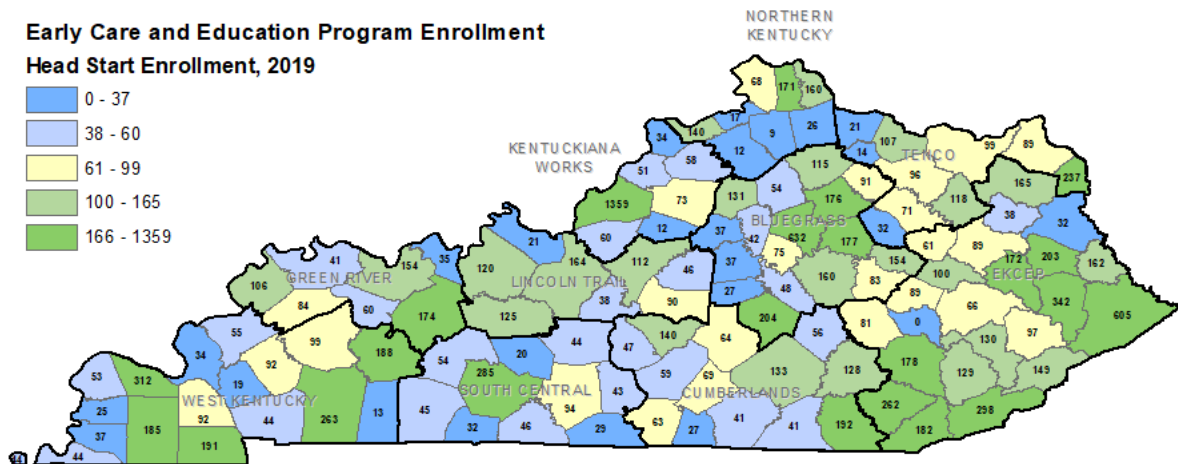 Early Care and Education Program Enrollment
Head Start Enrollment, 2019
0 - 37
38 - 60
61 - 99
100 - 165
166 - 1359
NORTHERN
KENTUCKY
68 171 160
17 9 26 21
140 107 99 89
34 12 14 TENCO
KENTUCKIANA
WORKS
51 58 115 91 96
1359 73 131 54 176 118 165 237
BLUEGRASS 71 38 32
60 12 37 42 632 177 32
21 164 112 46 37 75 154 61 89 172 203 162
GREEN RIVER 41 154 35
106 120 LINCOLN TRAIL 38 90 27 48 160 83 100 EKCEP
84 60 174 125 204 89 66 342 605
55 99 188 44 47 140 64 56 81 0 130 97
34 92 54 20 59 69 133 128 178 129 149
53 312 19 285 SOUTH CENTRAL 43 CUMBERLANDS
25 WEST KENTUCKY 94
37 185 92 44 263 13 45 32 46 29 63 27 41 41 192 262 298
44 191 182